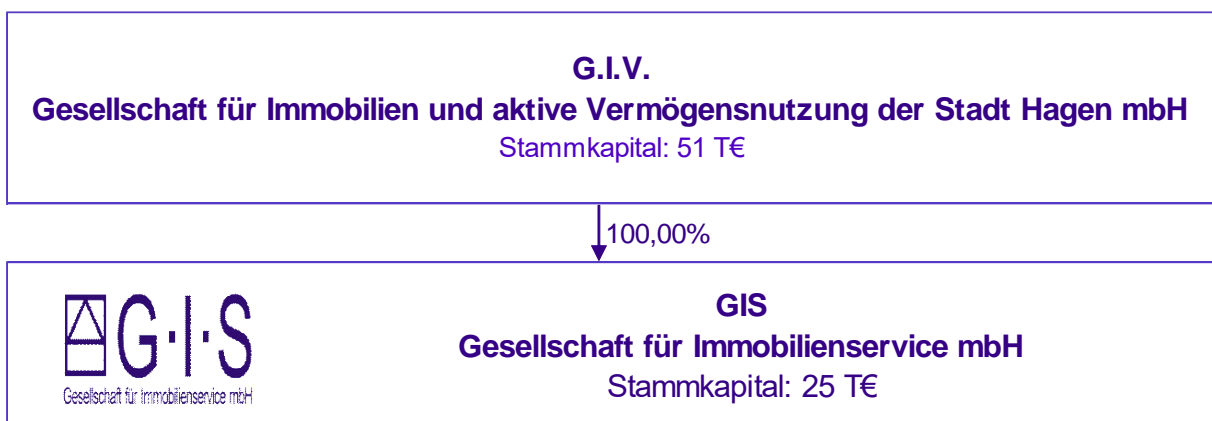 G.I.V.
Gesellschaft für Immobilien und aktive Vermögensnutzung der Stadt Hagen mbH
Stammkapital: 51 T€
100,00%
G·I·S
Gesellschaft für Immobilienservice mbH
GIS
Gesellschaft für Immobilienservice mbH
Stammkapital: 25 T€